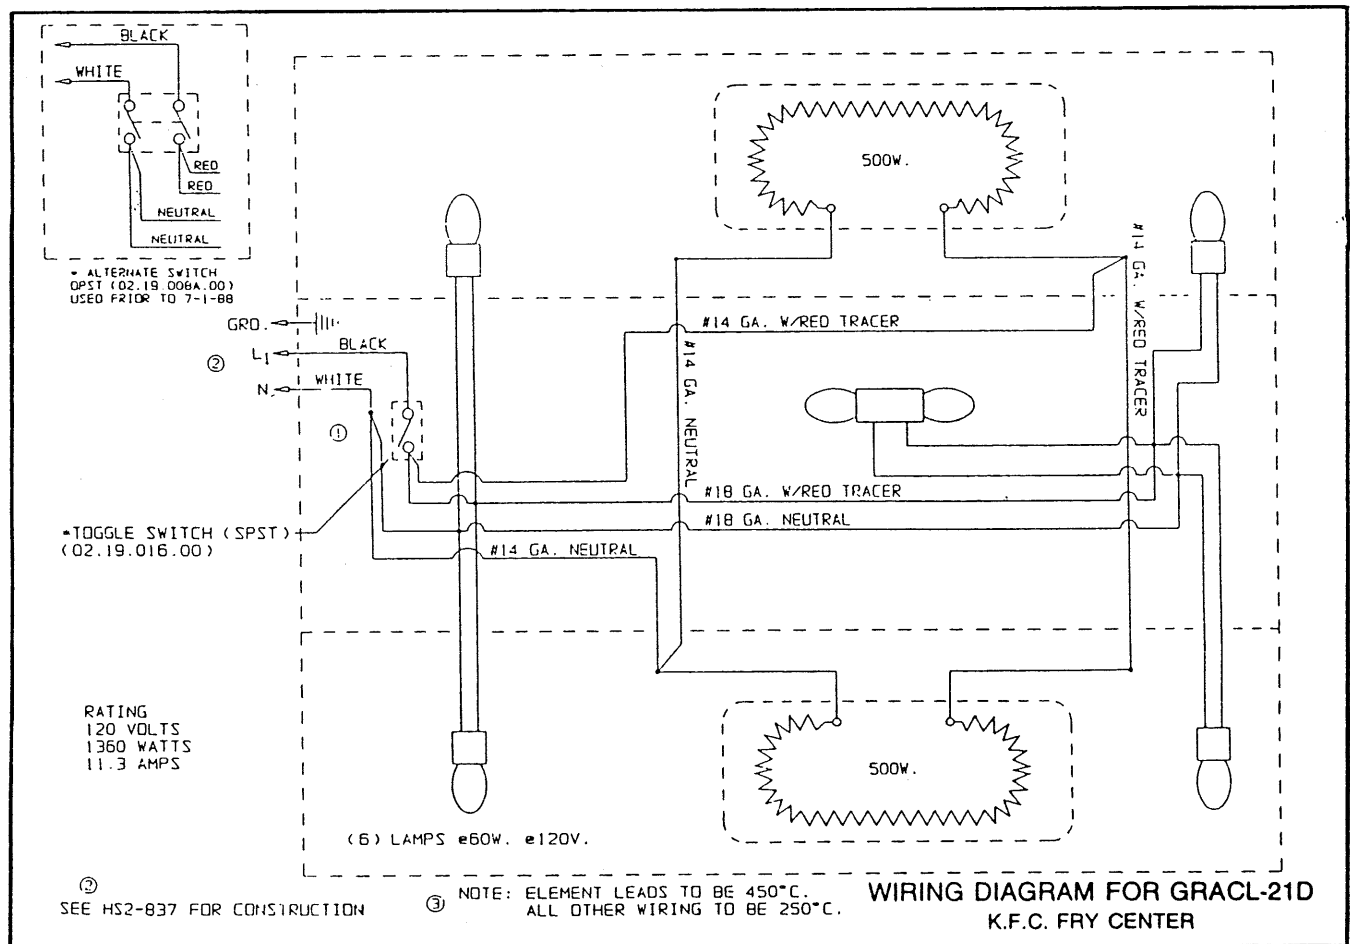 BLACK
WHITE
RED
RED
NEUTRAL
NEUTRAL
* ALTERNATE SWITCH
DPST (02.19.008A.00)
USED PRIOR TO 7-1-88
500W.
#14 GA. W/RED TRACER
GRD.
#14 GA. W/RED TRACER
② L1
BLACK
N
WHITE
#14 GA. NEUTRAL
①
#18 GA. W/RED TRACER
#18 GA. NEUTRAL
*TOGGLE SWITCH (SPST)
(02.19.016.00)
#14 GA. NEUTRAL
RATING
120 VOLTS
1360 WATTS
11.3 AMPS
500W.
(6) LAMPS @60W. @120V.
②
SEE HS2-837 FOR CONSTRUCTION
③ NOTE: ELEMENT LEADS TO BE 450°C.
ALL OTHER WIRING TO BE 250°C.
WIRING DIAGRAM FOR GRACL-21D
K.F.C. FRY CENTER